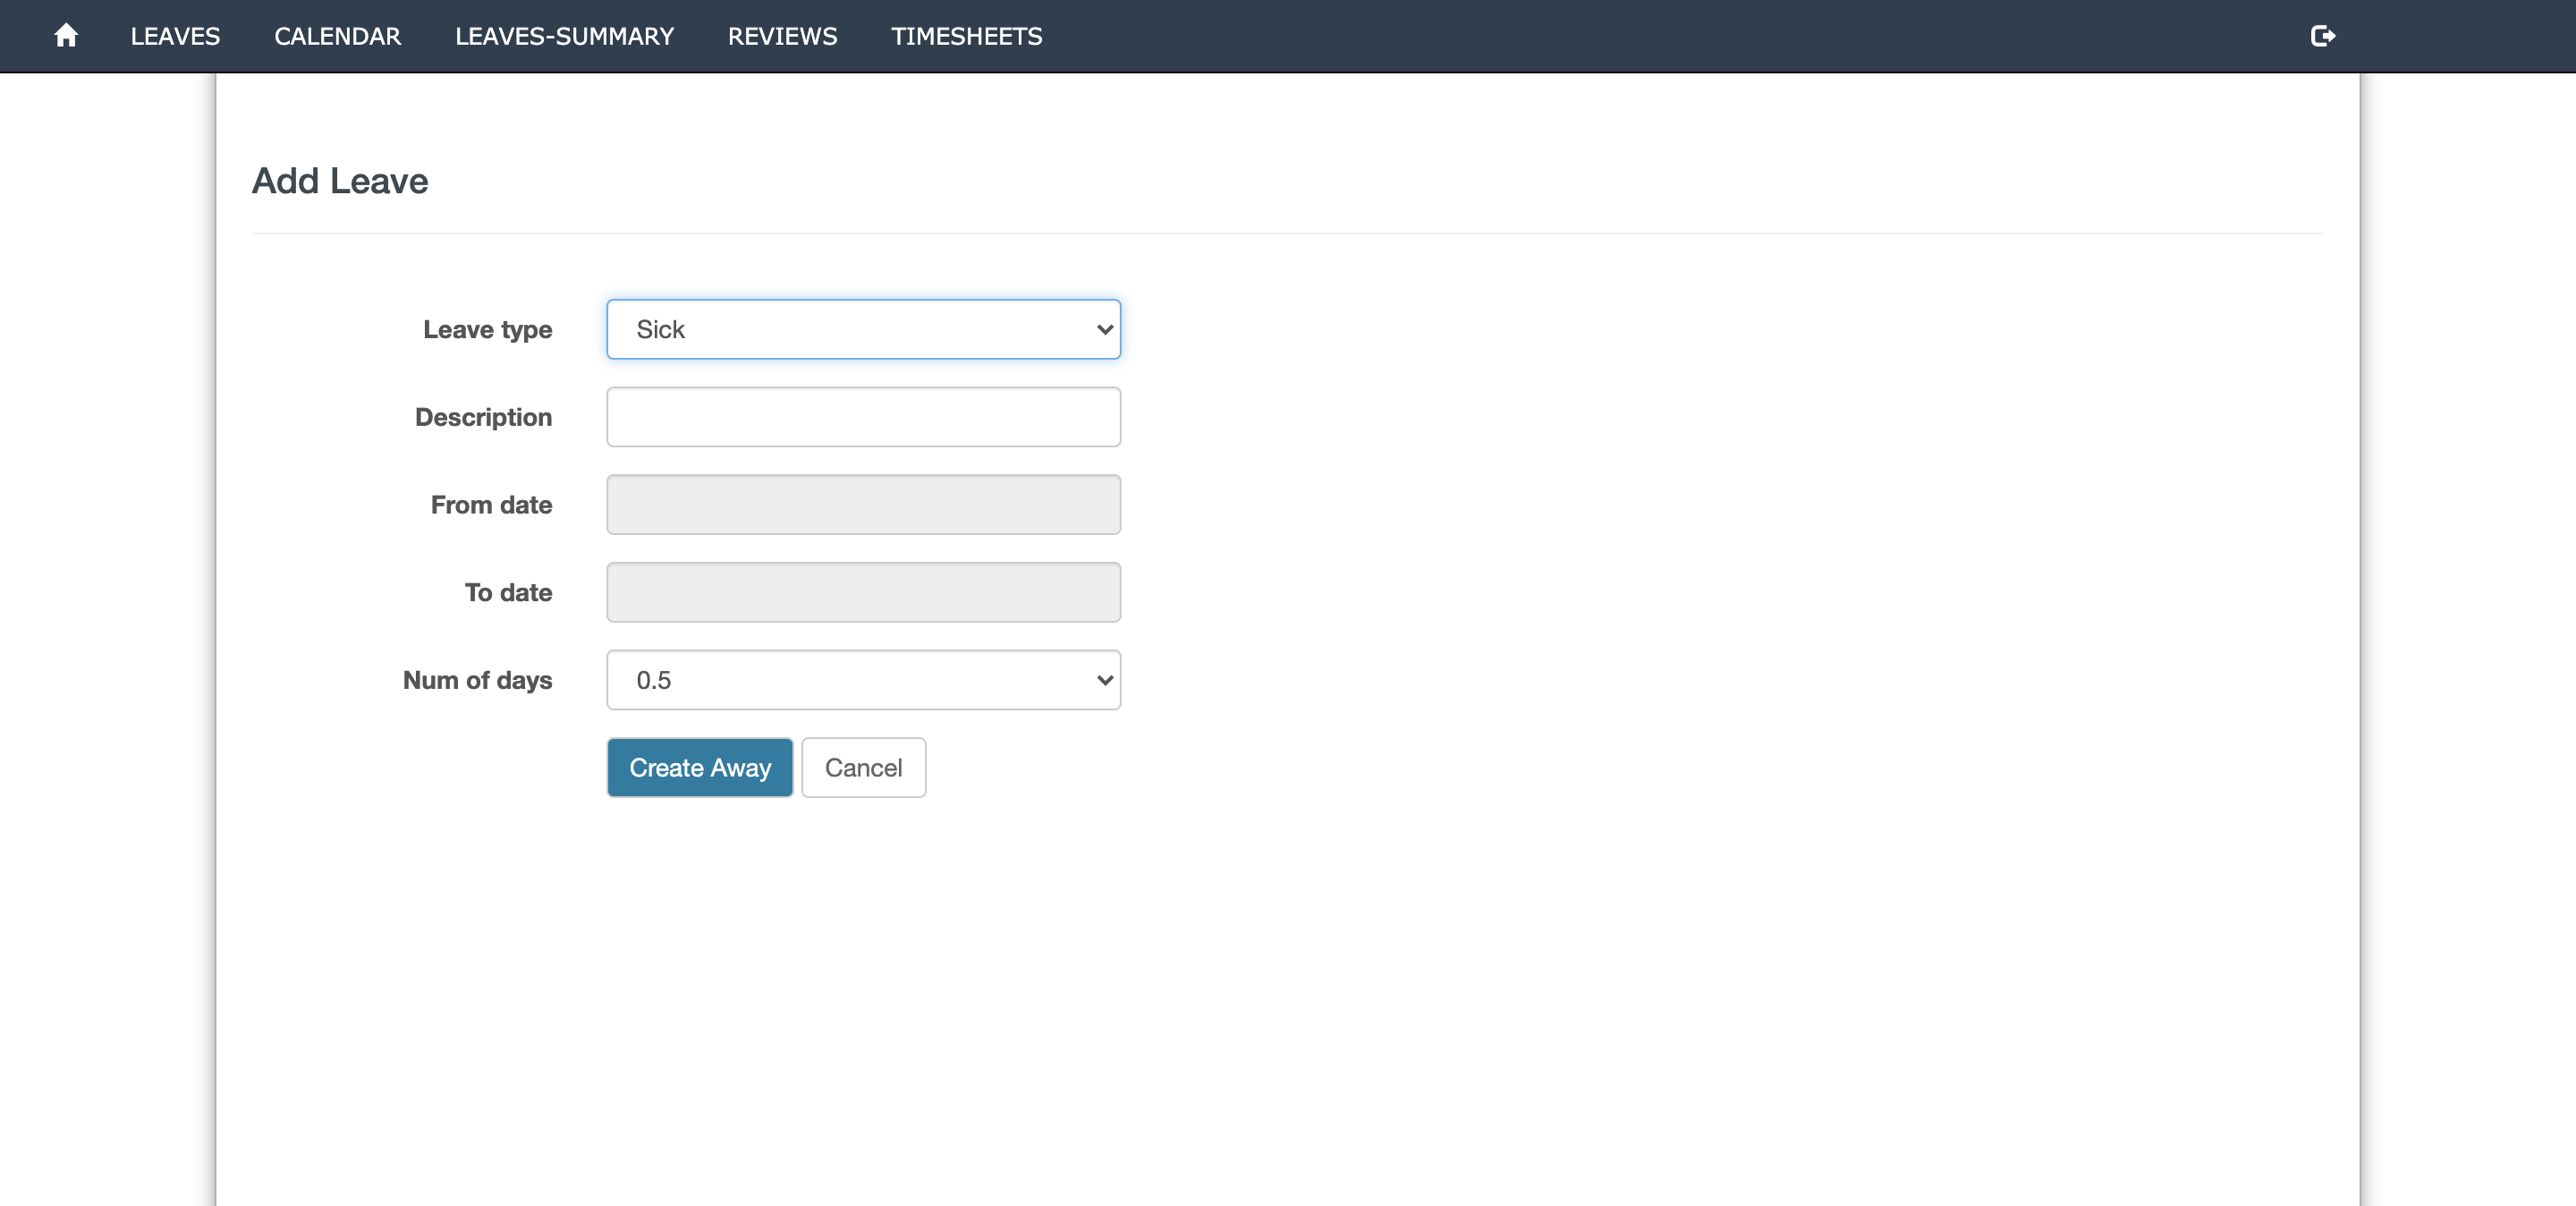 LEAVES CALENDAR LEAVES-SUMMARY REVIEWS TIMESHEETS
Add Leave
Leave type Sick
Description
From date
To date
Num of days 0.5
Create Away Cancel